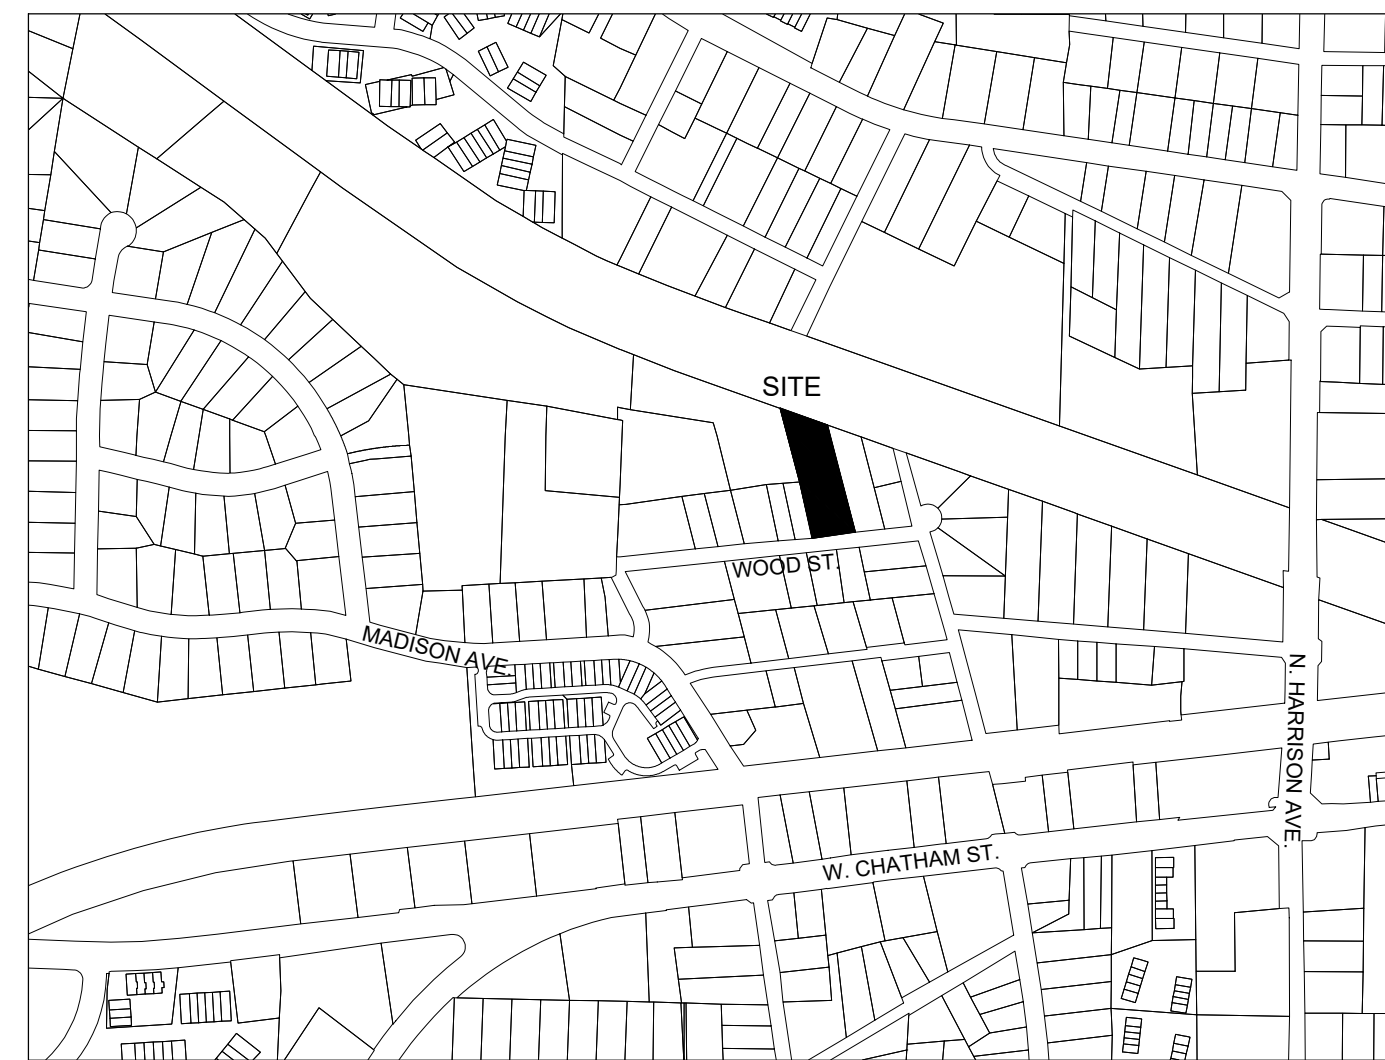 SITE
WOOD ST.
MADISON AVE.
N. HARRISON AVE.
W. CHATHAM ST.